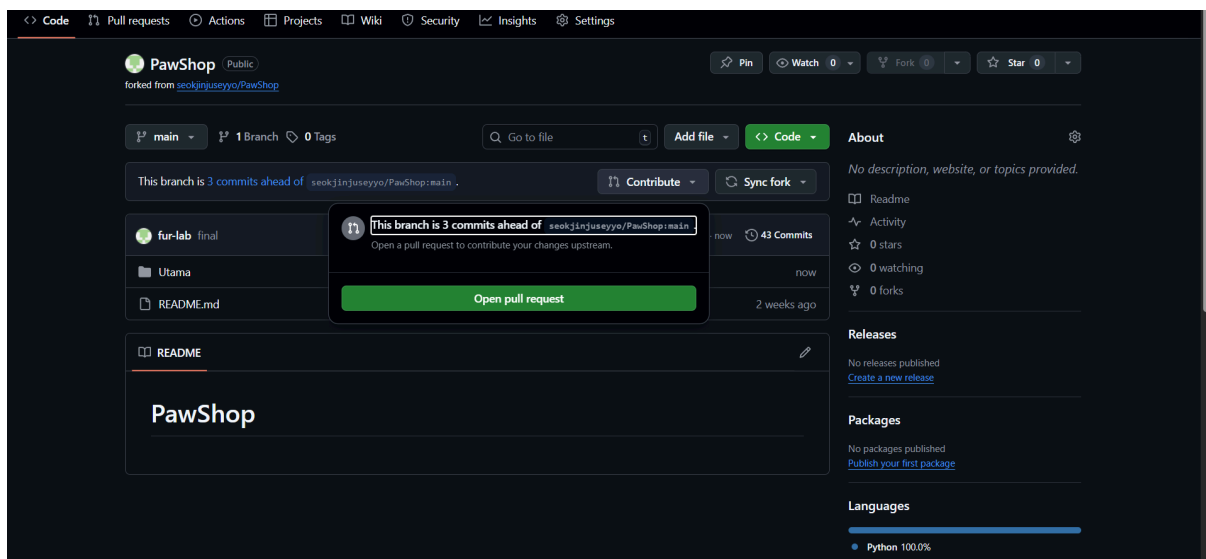 Code Pull requests Actions Projects Wiki Security Insights Settings
PawShop Public
Pin Watch 0 Fork 0 Star 0
forked from seokjinjuseyyo/PawShop
main 1 Branch 0 Tags Go to file t Add file Code
About
No description, website, or topics provided.
This branch is 3 commits ahead of seokjinjuseyyo/PawShop:main .
Contribute Sync fork
Readme
Activity
0 stars
0 watching
0 forks
This branch is 3 commits ahead of seokjinjuseyyo/PawShop:main .
Open a pull request to contribute your changes upstream.
Open pull request
fur-lab final now 43 Commits
Utama now
README.md 2 weeks ago
README
PawShop
Releases
No releases published
Create a new release
Packages
No packages published
Publish your first package
Languages
Python 100.0%